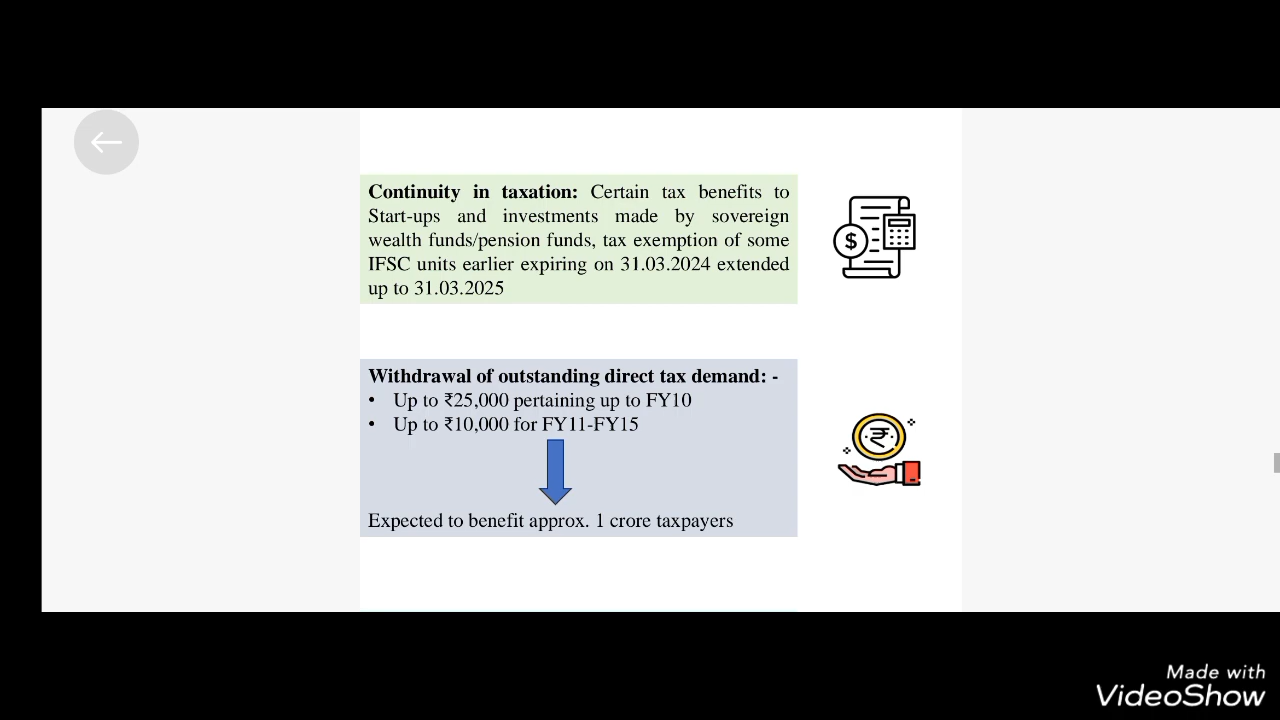 Continuity in taxation: Certain tax benefits to
Start-ups and investments made by sovereign
wealth funds/pension funds, tax exemption of some
IFSC units earlier expiring on 31.03.2024 extended
up to 31.03.2025
$
Withdrawal of outstanding direct tax demand: -
• Up to ₹25,000 pertaining up to FY10
• Up to ₹10,000 for FY11-FY15
₹
Expected to benefit approx. 1 crore taxpayers
Made with
VideoShow